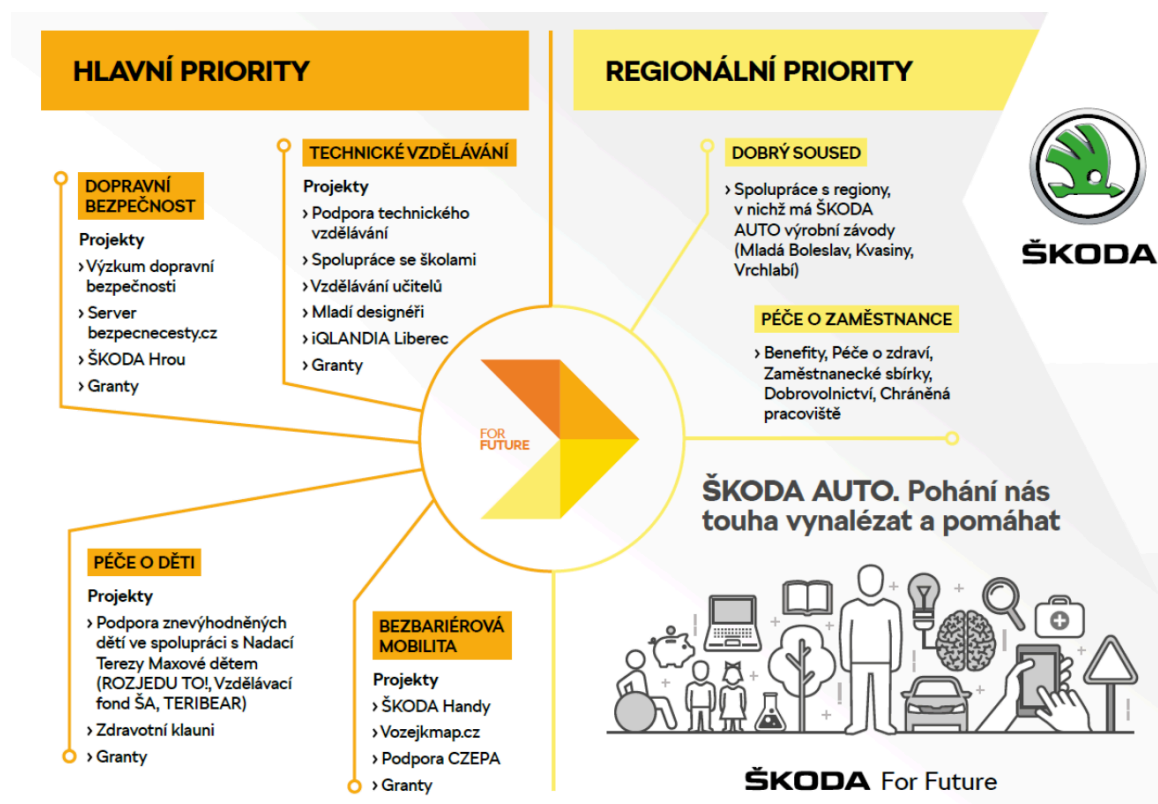 HLAVNÍ PRIORITY
REGIONÁLNÍ PRIORITY
ŠKODA
DOPRAVNÍ
BEZPEČNOST
Projekty
› Výzkum dopravní
bezpečnosti
› Server
bezpecnecesty.cz
› ŠKODA Hrou
› Granty
TECHNICKÉ VZDĚLÁVÁNÍ
Projekty
› Podpora technického
vzdělávání
› Spolupráce se školami
› Vzdělávání učitelů
› Mladí designéři
› iQLANDIA Liberec
› Granty
DOBRÝ SOUSED
› Spolupráce s regiony,
v nichž má ŠKODA
AUTO výrobní závody
(Mladá Boleslav, Kvasiny,
Vrchlabí)
PÉČE O ZAMĚSTNANCE
› Benefity, Péče o zdraví,
Zaměstnanecké sbírky,
Dobrovolnictví, Chráněná
pracoviště
FOR
FUTURE
PÉČE O DĚTI
Projekty
› Podpora znevýhodněných
dětí ve spolupráci s Nadací
Terezy Maxové dětem
(ROZJEDU TO!, Vzdělávací
fond ŠA, TERIBEAR)
› Zdravotní klauni
› Granty
BEZBARIÉROVÁ
MOBILITA
Projekty
› ŠKODA Handy
› Vozejkmap.cz
› Podpora CZEPA
› Granty
ŠKODA AUTO. Pohání nás
touha vynalézat a pomáhat
ŠKODA For Future